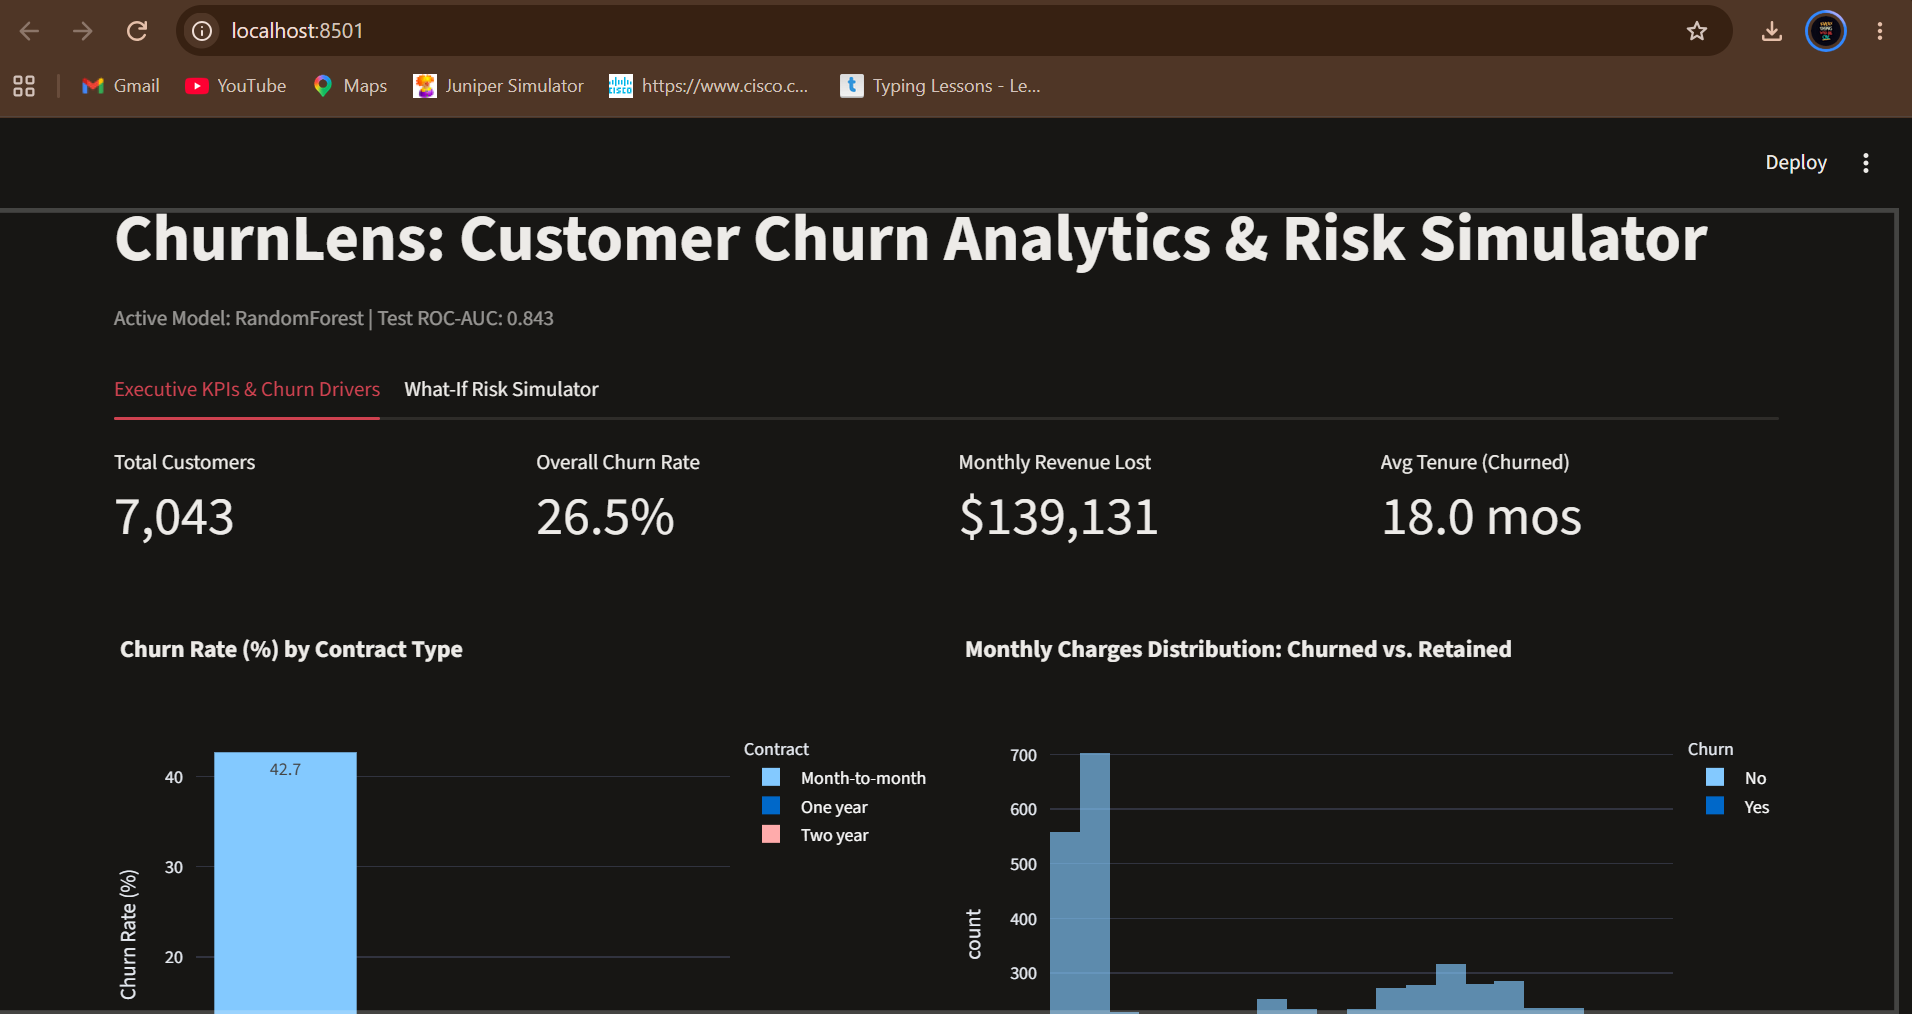 localhost:8501
Gmail
YouTube
Maps
Juniper Simulator
https://www.cisco.c...
Typing Lessons - Le...
Deploy
ChurnLens: Customer Churn Analytics & Risk Simulator
Active Model: RandomForest | Test ROC-AUC: 0.843
Executive KPIs & Churn Drivers
What-If Risk Simulator
Total Customers
7,043
Overall Churn Rate
26.5%
Monthly Revenue Lost
$139,131
Avg Tenure (Churned)
18.0 mos
Churn Rate (%) by Contract Type
42.7
40
30
20
Churn Rate (%)
Contract
Month-to-month
One year
Two year
Monthly Charges Distribution: Churned vs. Retained
700
600
500
400
300
count
Churn
No
Yes